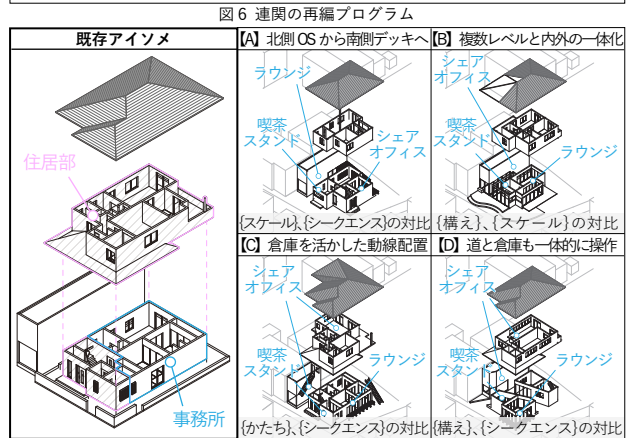 図6 連関の再編プログラム
既存アイソメ
住居部
事務所
【A】北側OSから南側デッキへ
ラウンジ
喫茶
スタンド
シェア
オフィス
{スケール}、{シークエンス}の対比
【B】複数レベルと内外の一体化
シェア
オフィス
喫茶
スタンド
ラウンジ
{構え}、{スケール}の対比
【C】倉庫を活かした動線配置
シェア
オフィス
喫茶
スタンド
ラウンジ
{かたち}、{シークエンス}の対比
【D】道と倉庫も一体的に操作
シェア
オフィス
喫茶
スタンド
ラウンジ
{構え}、{シークエンス}の対比